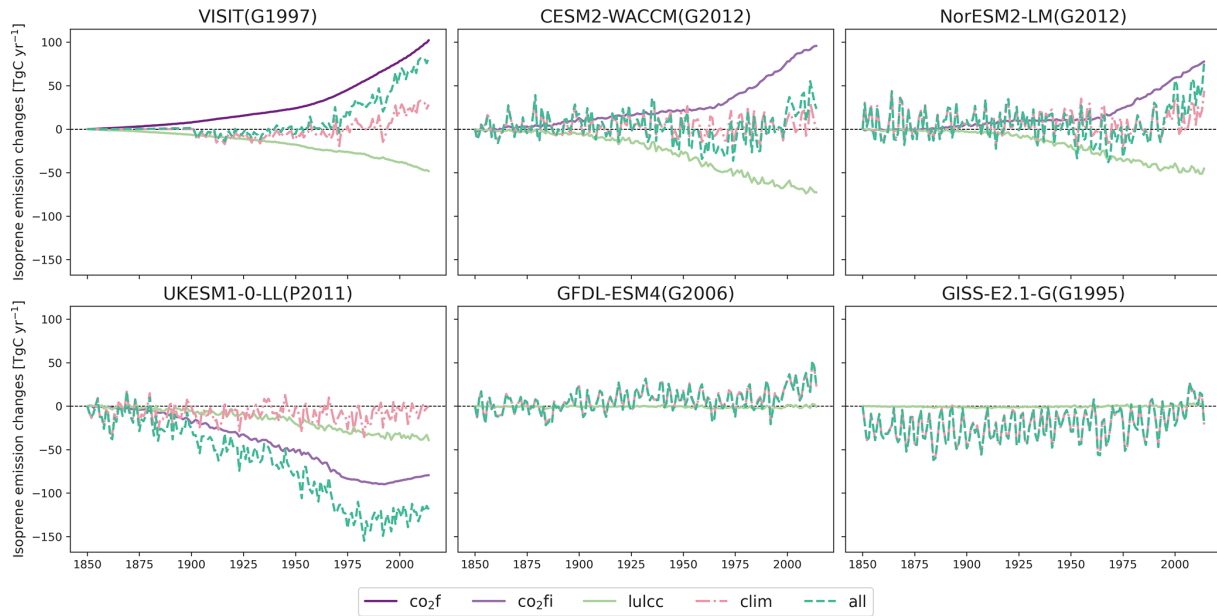 VISIT(G1997) CESM2-WACCM(G2012) NorESM2-LM(G2012)
Isoprene emission changes [TgC yr⁻¹]
100
50
0
−50
−100
−150
UKESM1-0-LL(P2011) GFDL-ESM4(G2006) GISS-E2.1-G(G1995)
Isoprene emission changes [TgC yr⁻¹]
100
50
0
−50
−100
−150
1850 1875 1900 1925 1950 1975 2000 1850 1875 1900 1925 1950 1975 2000 1850 1875 1900 1925 1950 1975 2000
co₂f co₂fi lulcc clim all